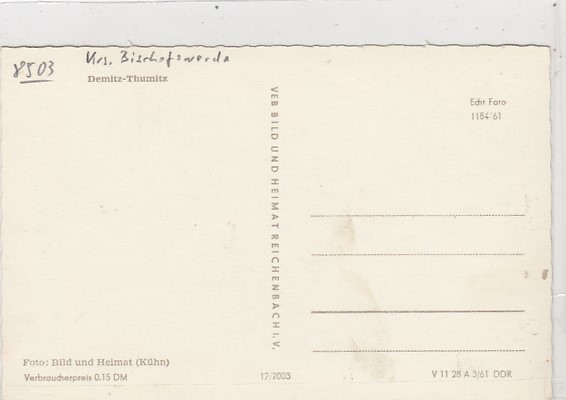 8503
Krs. Bischofswerda
Demitz-Thumitz
VEB BILD UND HEIMAT REICHENBACH I. V.
Echt Foto
1184/61
Foto: Bild und Heimat (Kühn)
Verbraucherpreis 0.15 DM
12/2003
V 11 28 A 3/61 DDR